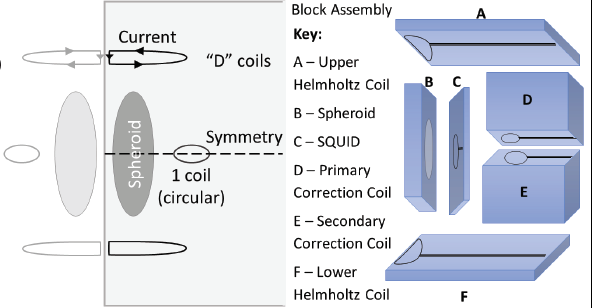 Current
"D" coils
Spheroid
Symmetry
1 coil
(circular)
Block Assembly
Key:
A – Upper
Helmholtz Coil
B – Spheroid
C – SQUID
D – Primary
Correction Coil
E – Secondary
Correction Coil
F – Lower
Helmholtz Coil
A
B
C
D
E
F